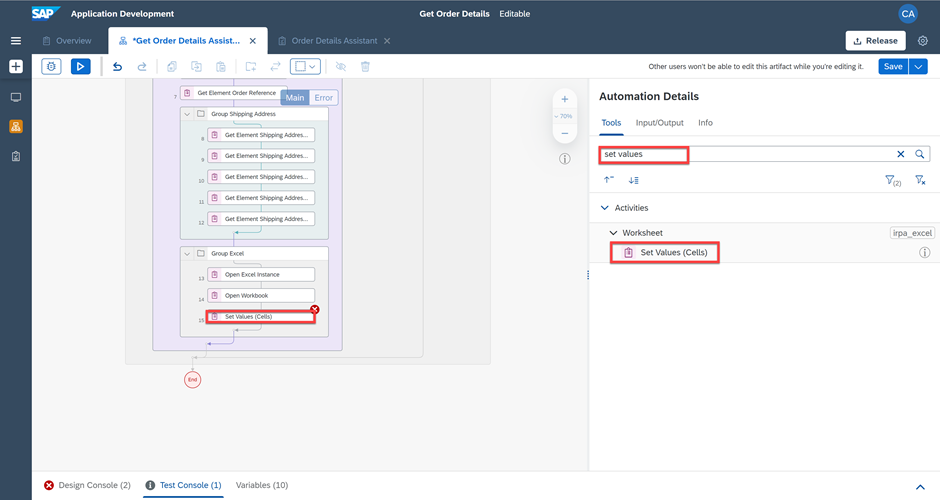 SAP Application Development
Get Order Details Editable
CA
Overview
*Get Order Details Assist...
Order Details Assistant
Release
Other users won't be able to edit this artifact while you're editing it.
Save
7 Get Element Order Reference
Main Error
Group Shipping Address
8 Get Element Shipping Addres...
9 Get Element Shipping Addres...
10 Get Element Shipping Addres...
11 Get Element Shipping Addres...
12 Get Element Shipping Addres...
Group Excel
13 Open Excel Instance
14 Open Workbook
15 Set Values (Cells)
End
70%
Automation Details
Tools Input/Output Info
set values
(2)
Activities
Worksheet irpa_excel
Set Values (Cells)
Design Console (2) Test Console (1) Variables (10)